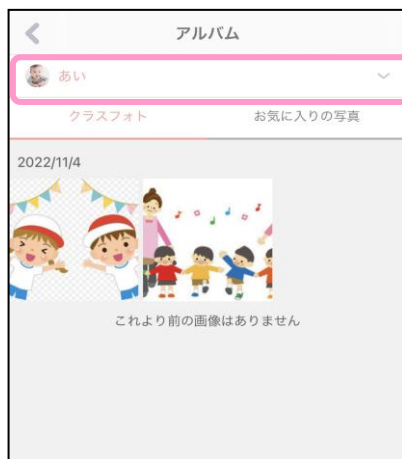 アルバム
あい
クラスフォト
お気に入りの写真
2022/11/4
これより前の画像はありません